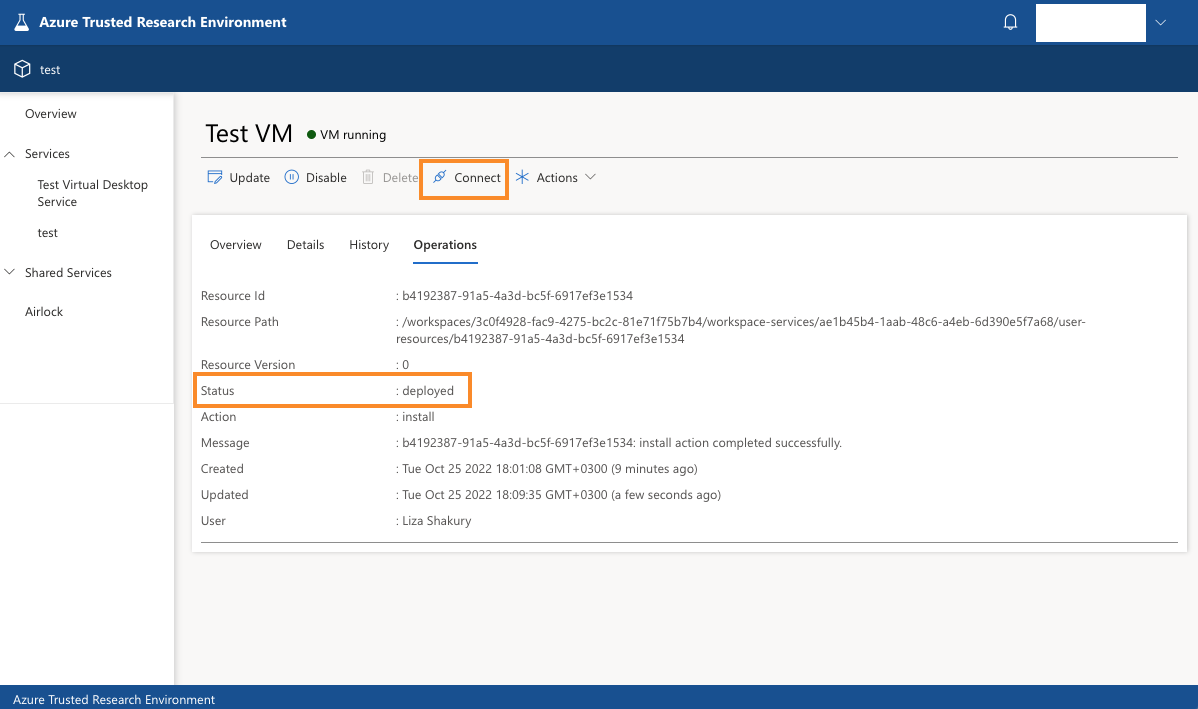 Azure Trusted Research Environment
test
Overview
Services
Test Virtual Desktop
Service
test
Shared Services
Airlock
Test VM VM running
Update Disable Delete Connect Actions
Overview Details History Operations
Resource Id : b4192387-91a5-4a3d-bc5f-6917ef3e1534
Resource Path : /workspaces/3c0f4928-fac9-4275-bc2c-81e71f75b7b4/workspace-services/ae1b45b4-1aab-48c6-a4eb-6d390e5f7a68/user-
resources/b4192387-91a5-4a3d-bc5f-6917ef3e1534
Resource Version : 0
Status : deployed
Action : install
Message : b4192387-91a5-4a3d-bc5f-6917ef3e1534: install action completed successfully.
Created : Tue Oct 25 2022 18:01:08 GMT+0300 (9 minutes ago)
Updated : Tue Oct 25 2022 18:09:35 GMT+0300 (a few seconds ago)
User : Liza Shakury
Azure Trusted Research Environment